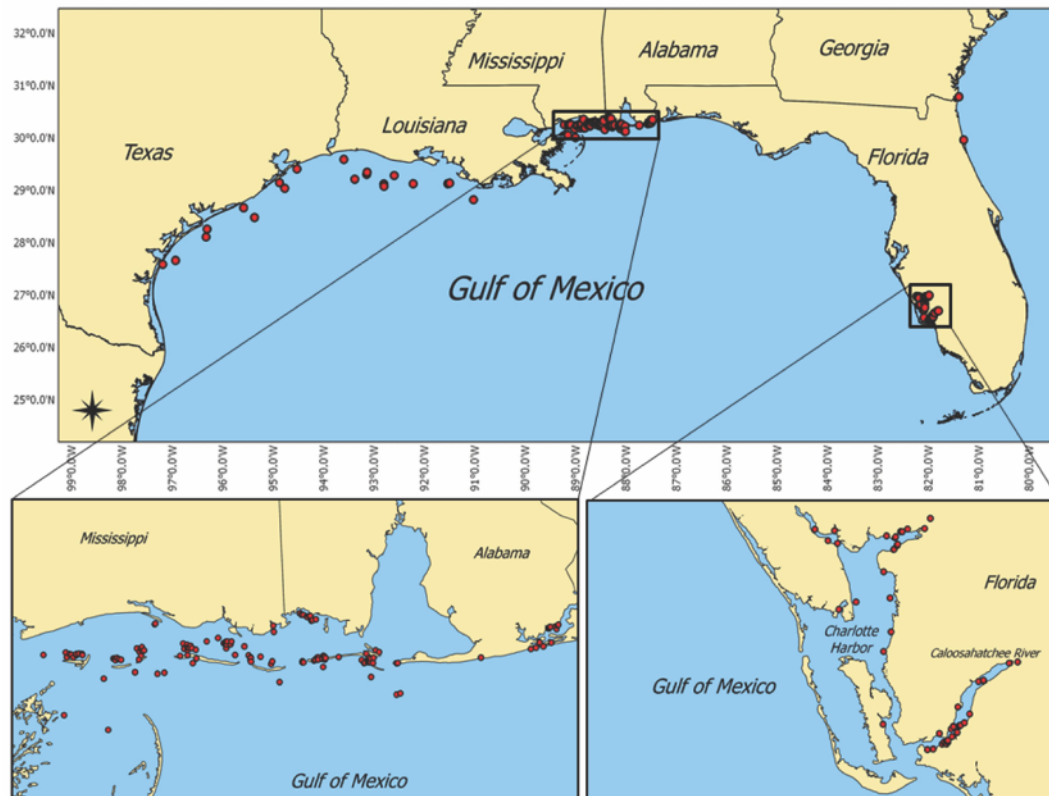 32°0.0'N
31°0.0'N
30°0.0'N
29°0.0'N
28°0.0'N
27°0.0'N
26°0.0'N
25°0.0'N
Mississippi
Alabama
Georgia
Louisiana
Texas
Florida
Gulf of Mexico
99°0.0'W
98°0.0'W
97°0.0'W
96°0.0'W
95°0.0'W
94°0.0'W
93°0.0'W
92°0.0'W
91°0.0'W
90°0.0'W
89°0.0'W
88°0.0'W
87°0.0'W
86°0.0'W
85°0.0'W
84°0.0'W
83°0.0'W
82°0.0'W
81°0.0'W
80°0.0'W
Mississippi
Alabama
Gulf of Mexico
Florida
Charlotte
Harbor
Caloosahatchee River
Gulf of Mexico